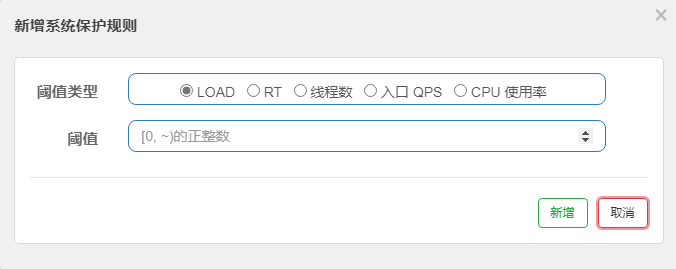 新增系统保护规则
×
阈值类型 LOAD RT 线程数 入口 QPS CPU 使用率
阈值 [0, ~)的正整数
新增 取消